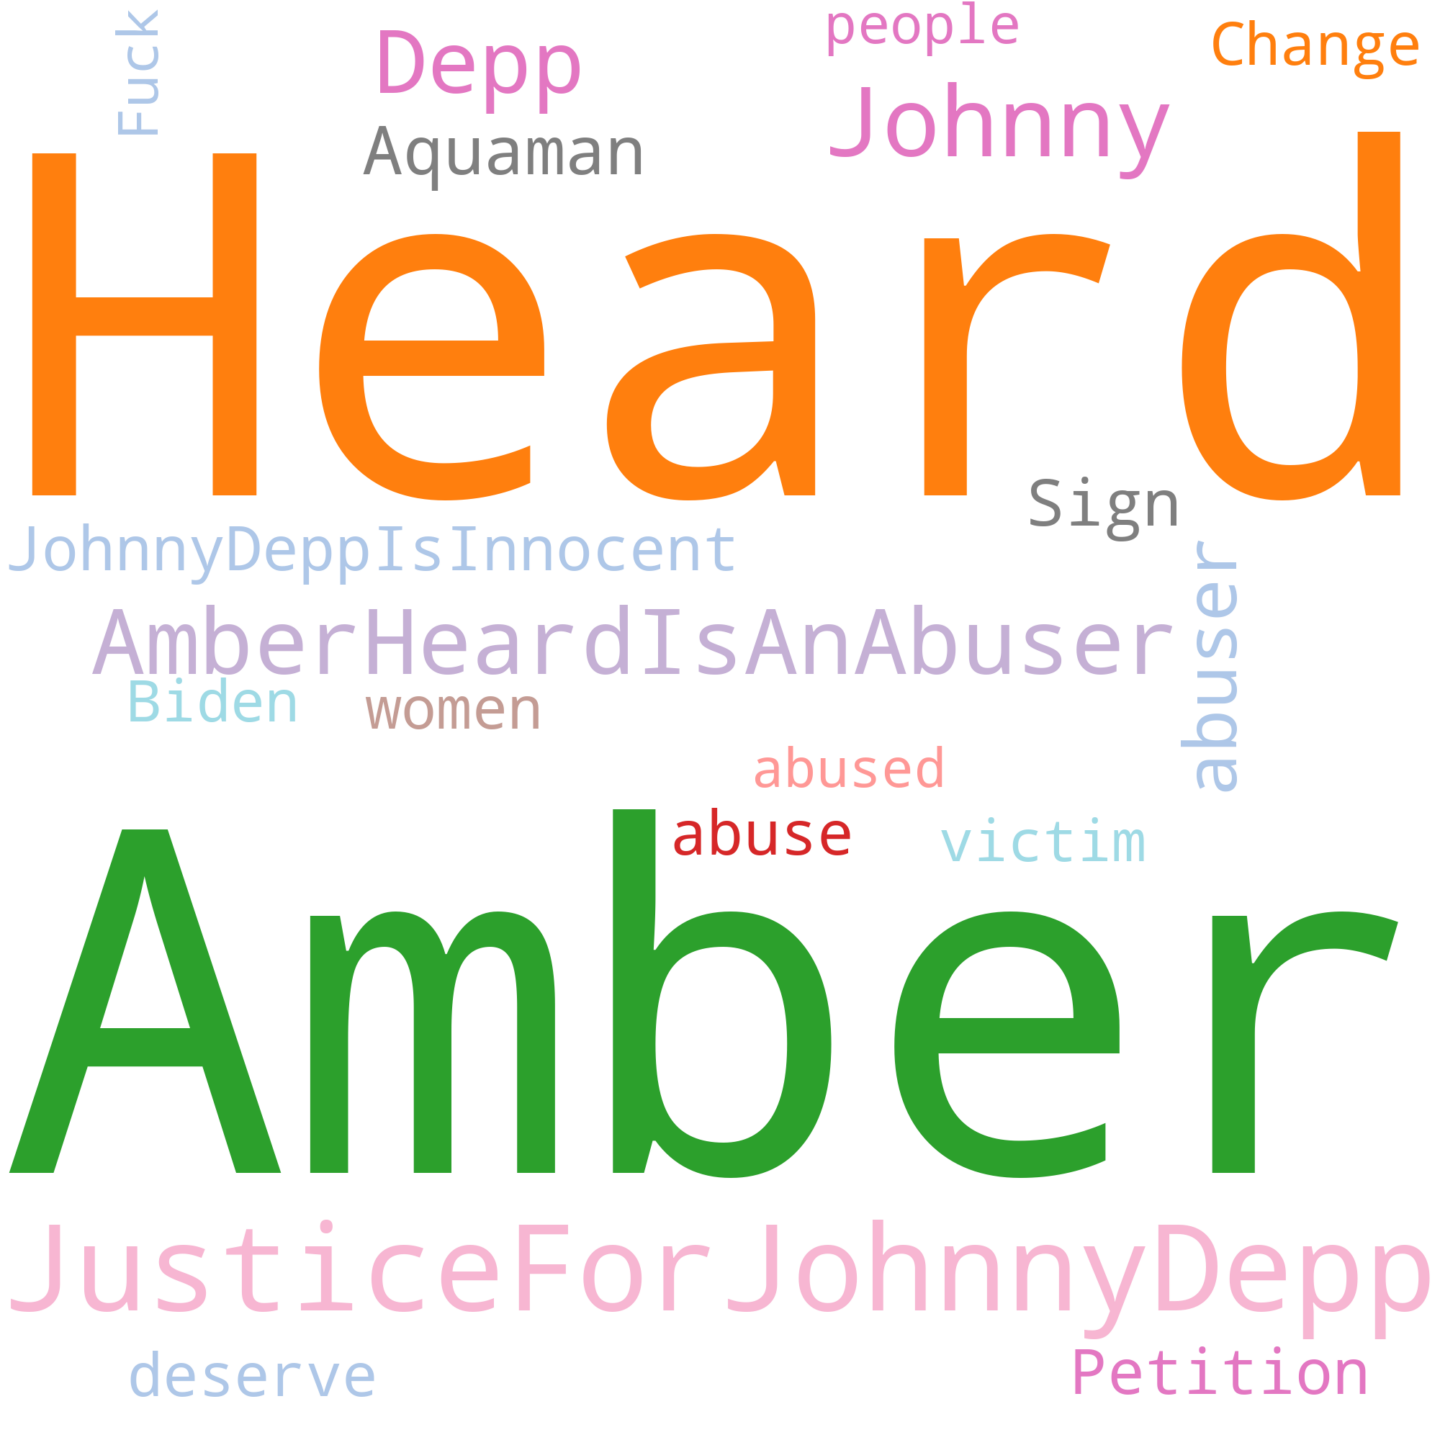 Fuck
Depp
people
Change
Johnny
Aquaman
Heard
Sign
JohnnyDeppIsInnocent
abuser
AmberHeardIsAnAbuser
Biden
women
abused
abuse
victim
Amber
JusticeForJohnnyDepp
deserve
Petition